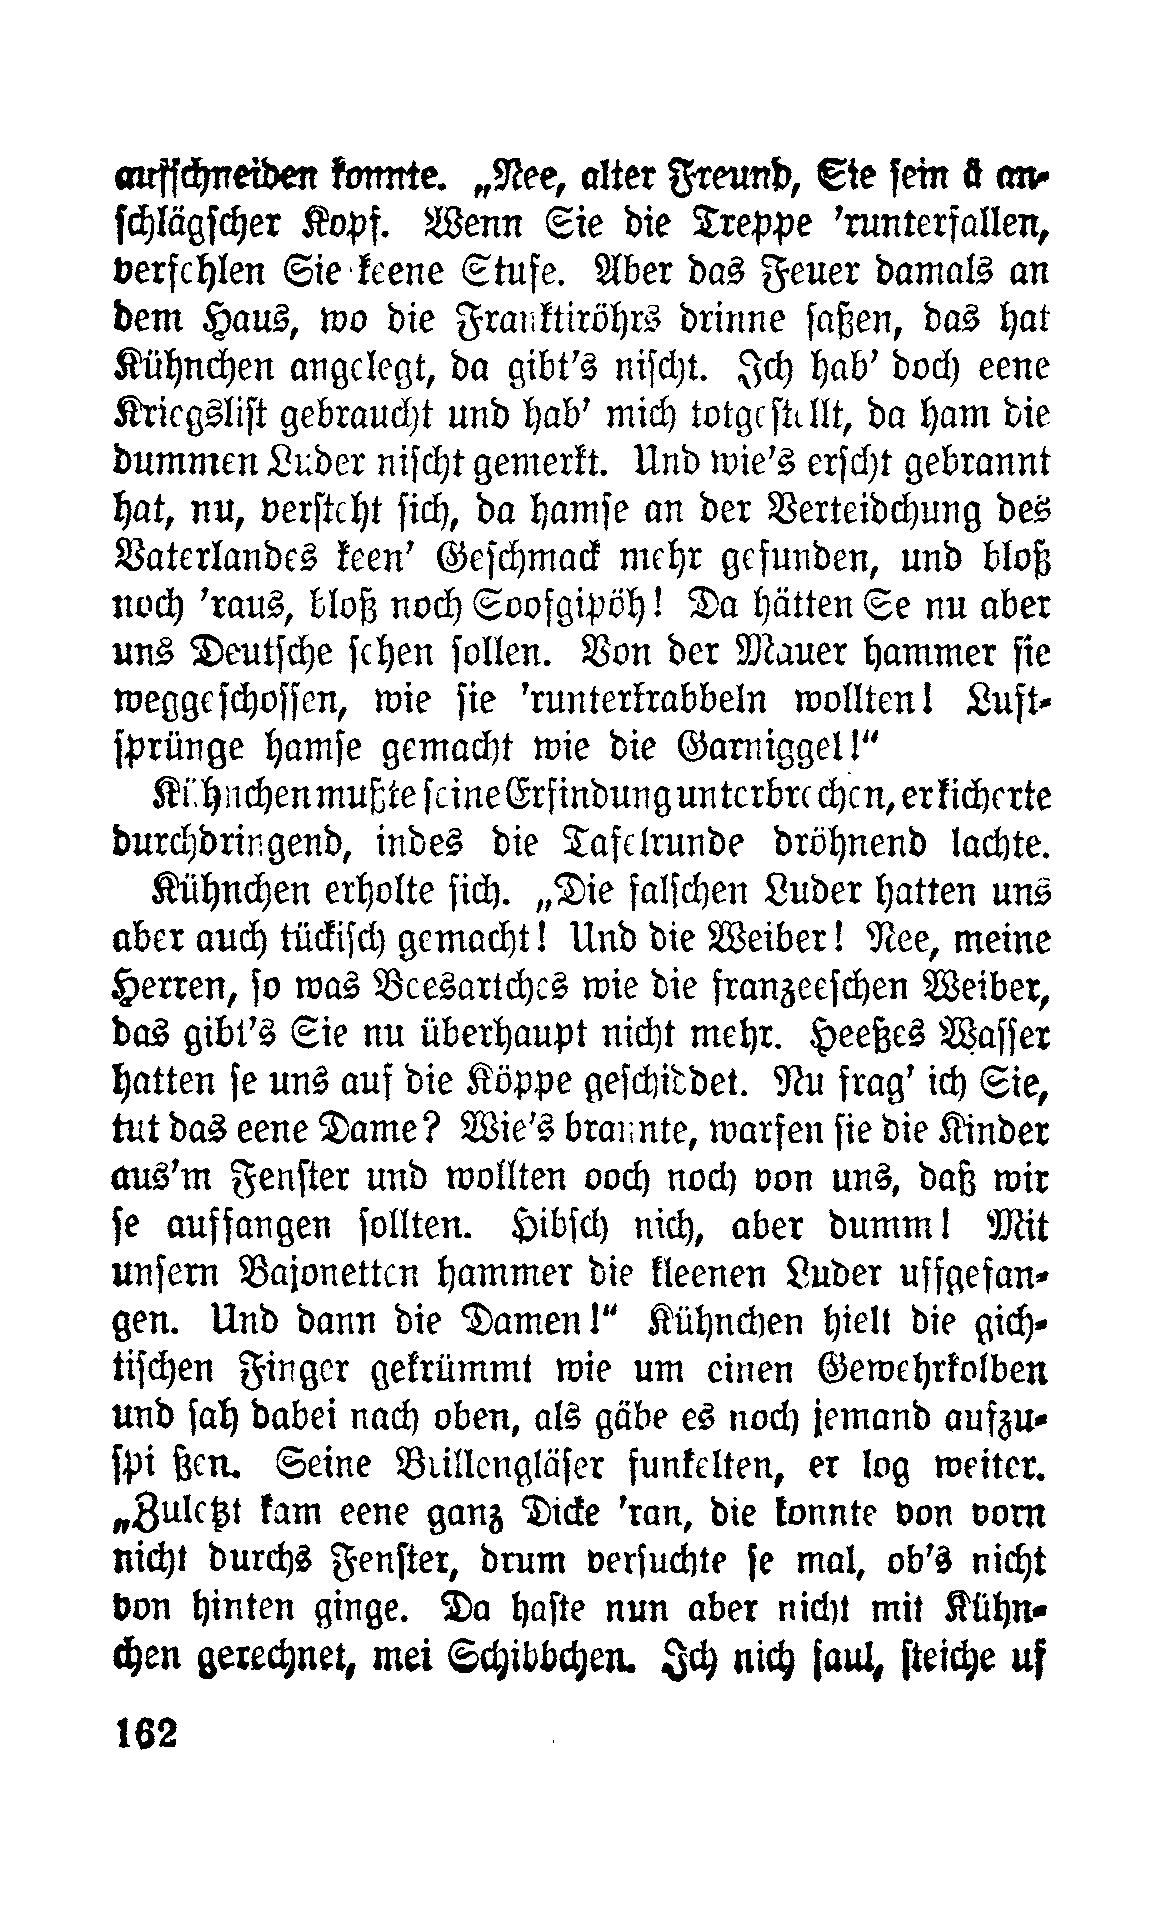 aufschneiden konnte. „Nee, alter Freund, Sie sein ä an-
schlägscher Kopf. Wenn Sie die Treppe 'runterfallen,
verfehlen Sie keene Stufe. Aber das Feuer damals an
dem Haus, wo die Franktiröhrs drinne saßen, das hat
Kühnchen angelegt, da gibt's nischt. Ich hab' doch eene
Kriegslist gebraucht und hab' mich totgestellt, da ham die
dummen Luder nischt gemerkt. Und wie's erscht gebrannt
hat, nu, versteht sich, da hamse an der Verteidchung des
Vaterlandes keen' Geschmack mehr gefunden, und bloß
noch 'raus, bloß noch Soofgipöh! Da hätten Se nu aber
uns Deutsche sehen sollen. Von der Mauer hammer sie
weggeschossen, wie sie 'runterkrabbeln wollten! Luft-
sprünge hamse gemacht wie die Garniggel!“
Kühnchen mußte seine Erfindung unterbrechen, er kicherte
durchdringend, indes die Tafelrunde dröhnend lachte.
Kühnchen erholte sich. „Die falschen Luder hatten uns
aber auch tückisch gemacht! Und die Weiber! Nee, meine
Herren, so was Beesartches wie die franzeeschen Weiber,
das gibt's Sie nu überhaupt nicht mehr. Heeßes Wasser
hatten se uns auf die Köppe geschiddet. Nu frag' ich Sie,
tut das eene Dame? Wie's brannte, warfen sie die Kinder
aus'm Fenster und wollten ooch noch von uns, daß wir
se auffangen sollten. Hibsch nich, aber dumm! Mit
unsern Bajonetten hammer die kleenen Luder uffgefan-
gen. Und dann die Damen!“ Kühnchen hielt die gich-
tischen Finger gekrümmt wie um einen Gewehrkolben
und sah dabei nach oben, als gäbe es noch jemand aufzu-
spießen. Seine Brillengläser funkelten, er log weiter.
„Zuletzt kam eene ganz Dicke 'ran, die konnte von vorn
nicht durchs Fenster, drum versuchte se mal, ob's nicht
von hinten ginge. Da haste nun aber nicht mit Kühn-
chen gerechnet, mei Schibbchen. Ich nich faul, steiche uf
162